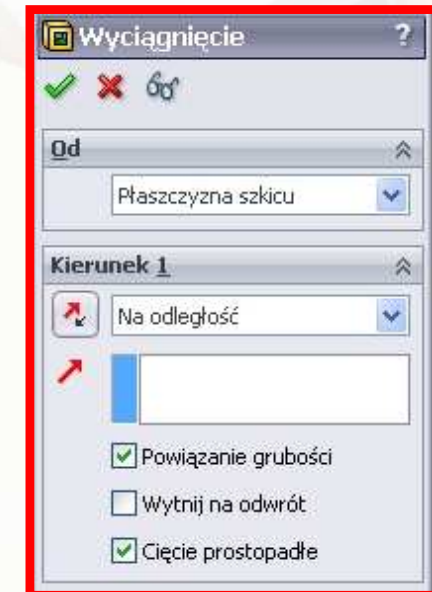 Wyciągnięcie ?
Od
Płaszczyzna szkicu
Kierunek 1
Na odległość
Powiązanie grubości
Wytnij na odwrót
Cięcie prostopadłe